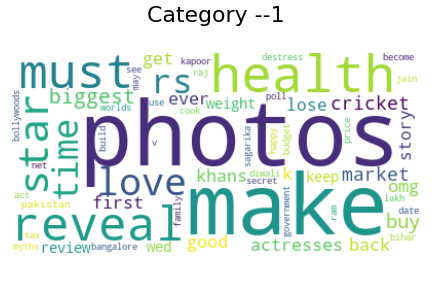 Category --1
must
health
rs
get
kapoor
destress
become
raj
may
see
biggest
ever
worlds
use
weight
poll
lose
cricket
jain
bollywoods
star
time
photos
story
net
build
v
cook
sagarika
happy
budget
price
love
khans
diwali
k
keep
market
omg
act
first
family
secret
government
make
lakh
buy
date
pakistan
reveal
tax
myths
review
bangalore
wed
good
actresses
ram
back
bihar